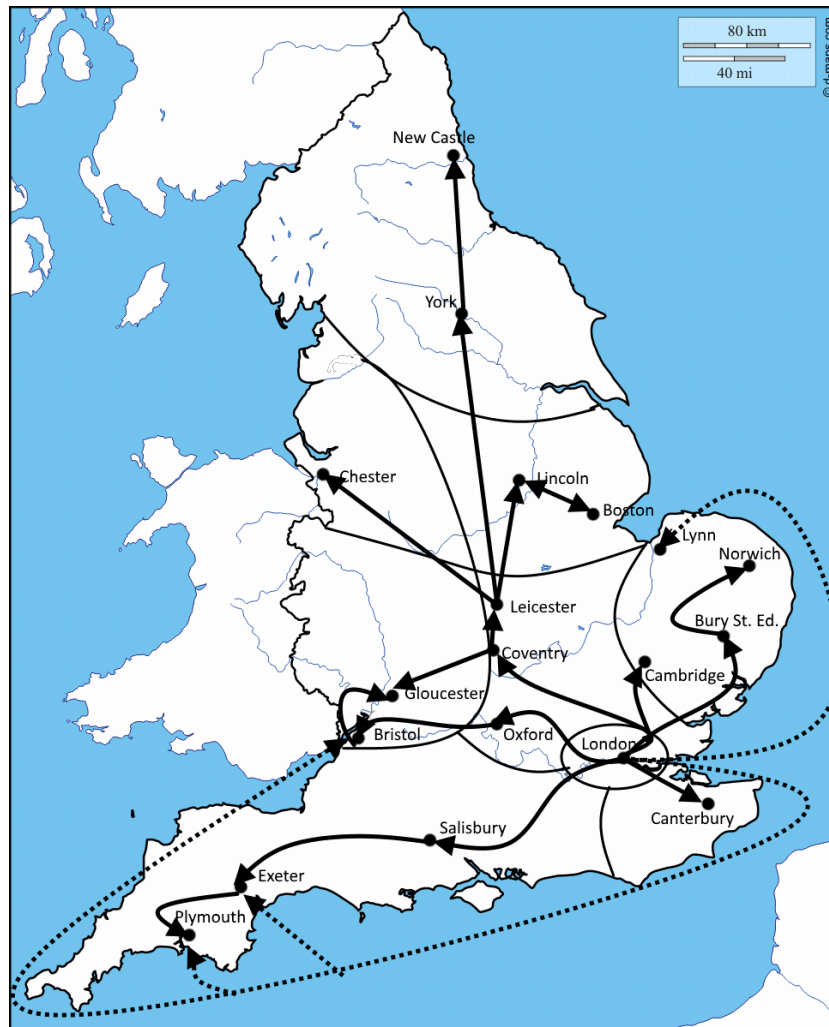 80 km
40 mi
© d-maps.com
New Castle
York
Chester
Lincoln
Boston
Lynn
Norwich
Leicester
Bury St. Ed.
Coventry
Cambridge
Gloucester
Bristol
Oxford
London
Canterbury
Salisbury
Exeter
Plymouth